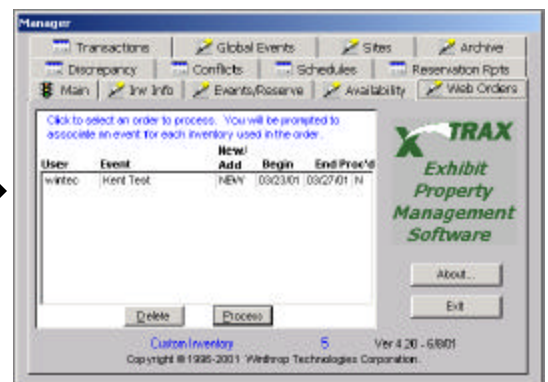 Manager
Transactions Global Events Sites Archive
Discrepancy Conflicts Schedules Reservation Rpts
Main Inv Info Events/Reserve Availability Web Orders
Click to select an order to process. You will be prompted to
associate an event for each inventory used in the order.
New/
User Event Add Begin End Proc'd
wintec Kent Test NEW 03/23/01 03/27/01 N
X TRAX
Exhibit
Property
Management
Software
About...
Exit
Delete Process
Custom Inventory 5 Ver 4.20 - 6/8/01
Copyright © 1996-2001 Winthrop Technologies Corporation.